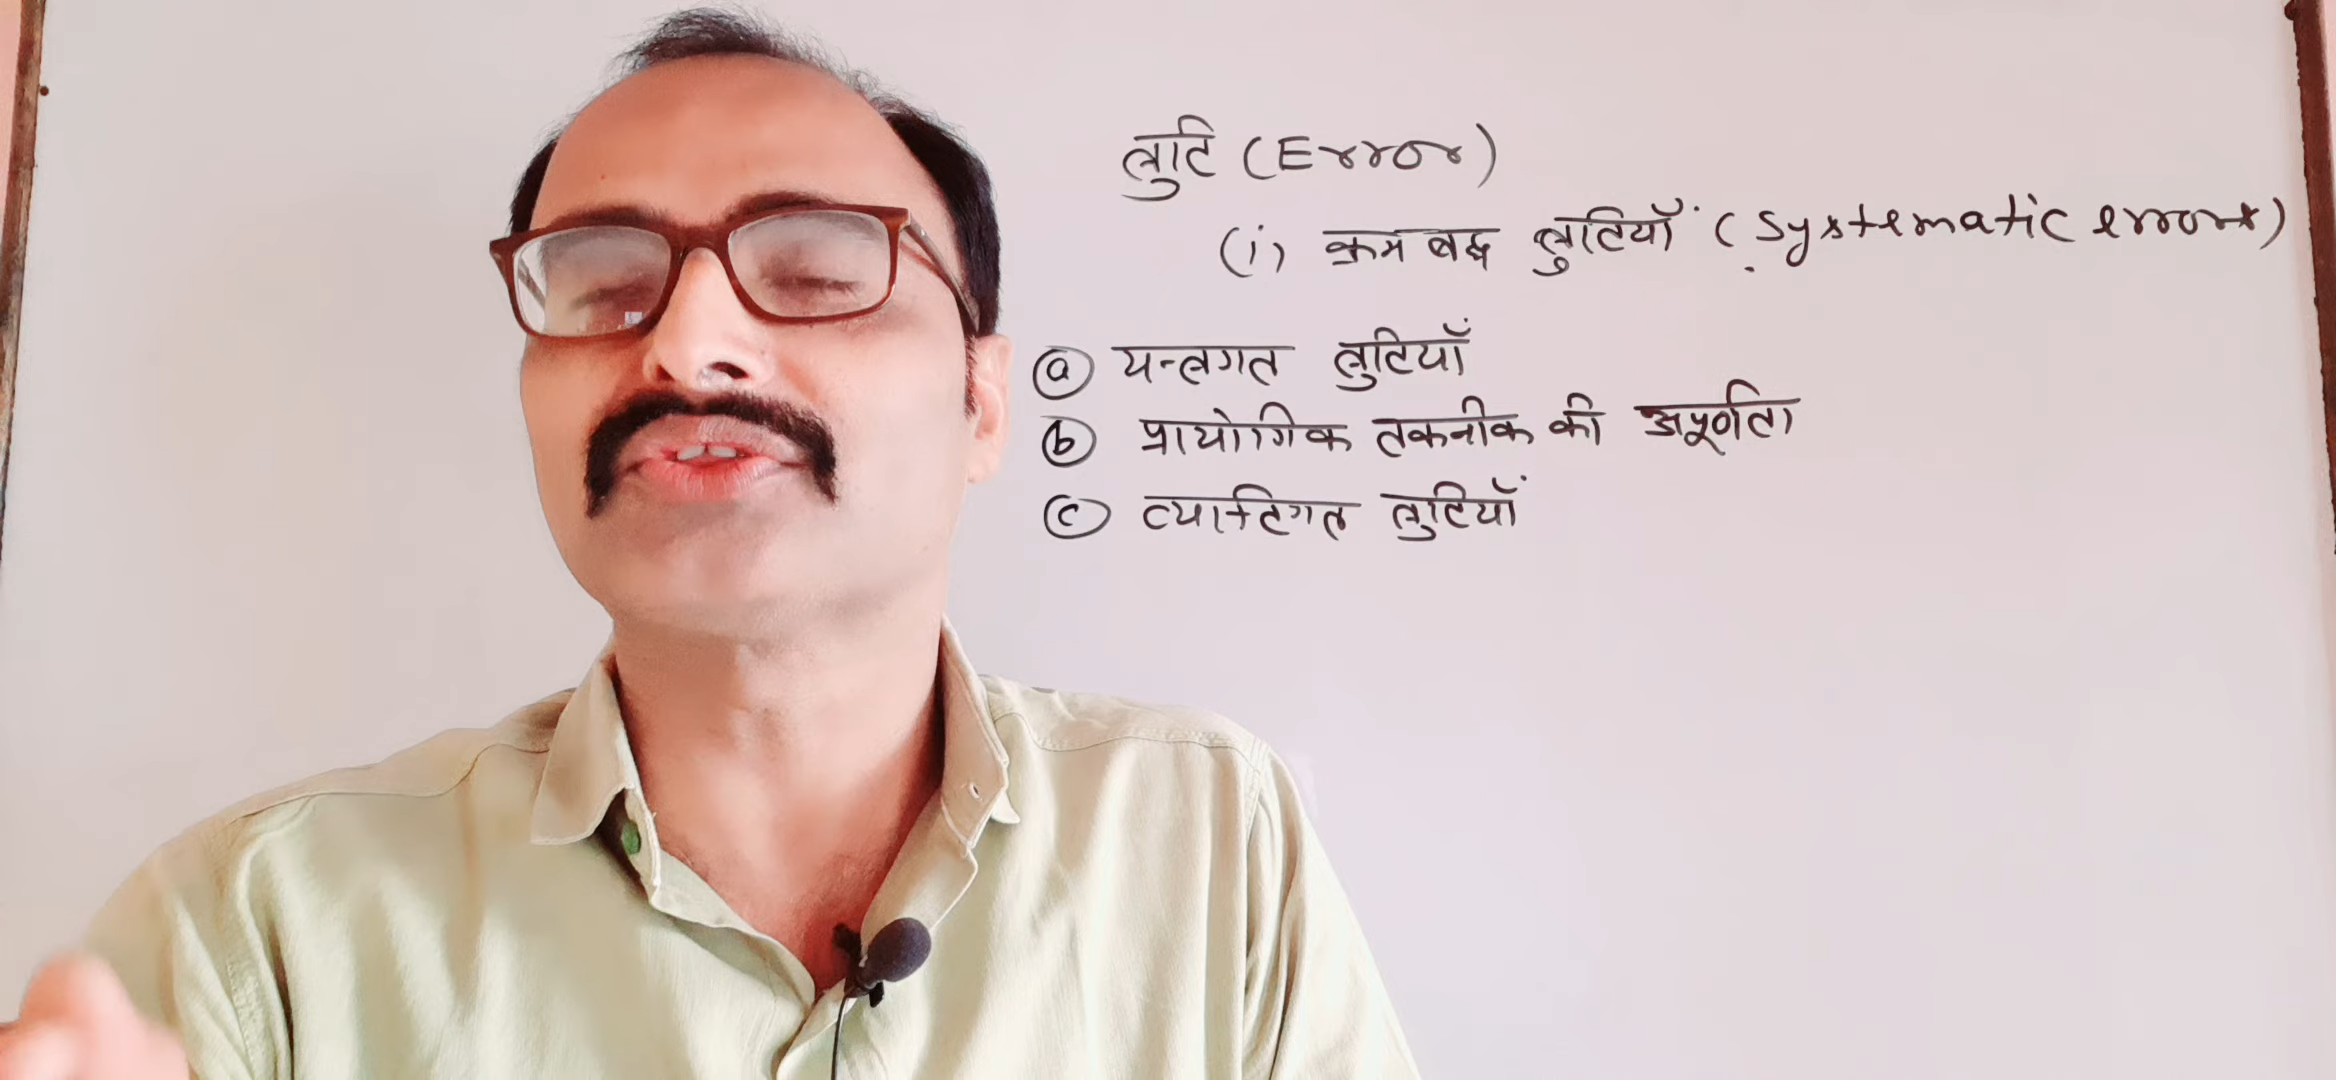 त्रुटि (Error)
(i) क्रमबद्ध त्रुटियाँ (Systematic errors)
(a) यन्त्रगत त्रुटियाँ
(b) प्रायोगिक तकनीक की अपूर्णता
(c) व्यक्तिगत त्रुटियाँ